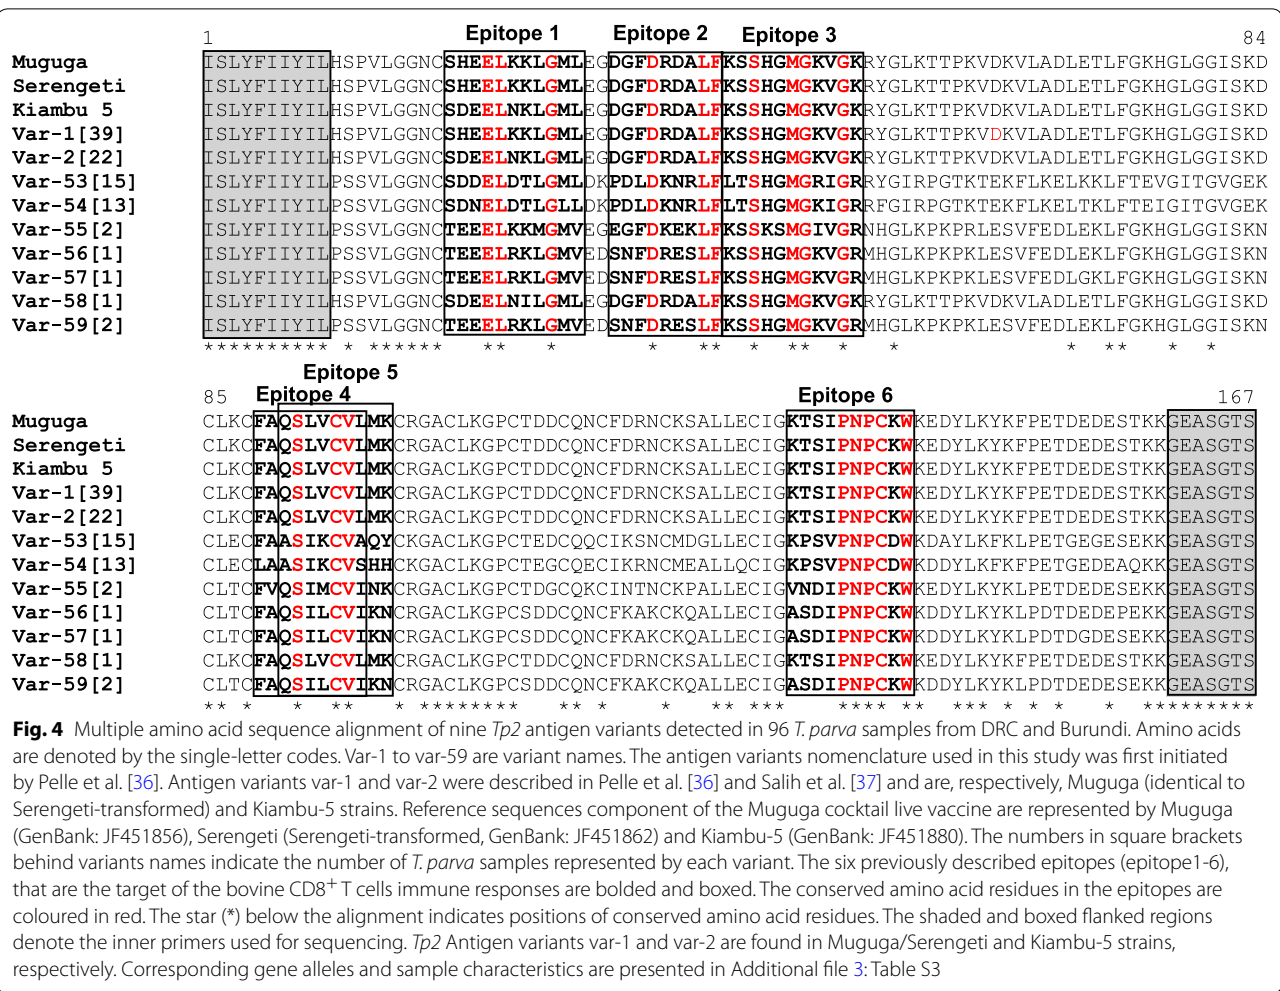 Epitope 1 Epitope 2 Epitope 3
1 84
Muguga ISLYFIIYILHSPVLGGNCSHEELKKLGMLEGDGFDRDALFKSSHGMGKVGKRYGLKTTPKVDKVLADLETLFGKHGLGGISKD
Serengeti ISLYFIIYILHSPVLGGNCSHEELKKLGMLEGDGFDRDALFKSSHGMGKVGKRYGLKTTPKVDKVLADLETLFGKHGLGGISKD
Kiambu 5 ISLYFIIYILHSPVLGGNCSDEELNKLGMLEGDGFDRDALFKSSHGMGKVGKRYGLKTTPKVDKVLADLETLFGKHGLGGISKD
Var-1[39] ISLYFIIYILHSPVLGGNCSHEELKKLGMLEGDGFDRDALFKSSHGMGKVGKRYGLKTTPKVDKVLADLETLFGKHGLGGISKD
Var-2[22] ISLYFIIYILHSPVLGGNCSDEELNKLGMLEGDGFDRDALFKSSHGMGKVGKRYGLKTTPKVDKVLADLETLFGKHGLGGISKD
Var-53[15] ISLYFIIYILPSSVLGGNCSDDELDTLGMLDKPDLDKNRLFLTSHGMGRIGRRYGIRPGTKTEKFLKELKKLFTEVGITGVGEK
Var-54[13] ISLYFIIYILPSSVLGGNCSDNELDTLGLLDKPDLDKNRLFLTSHGMGKIGRRFGIRPGTKTEKFLKELTKLFTEIGITGVGEK
Var-55[2] ISLYFIIYILPSSVLGGNCTEEELKKMGMVEGEGFDKEKLFKSSKSMGIVGRNHGLKPKPRLESVFEDLEKLFGKHGLGGISKN
Var-56[1] ISLYFIIYILPSPVLGGNCTEEELRKLGMVEDSNFDRESLFKSSHGMGKVGRMHGLKPKPKLESVFEDLEKLFGKHGLGGISKN
Var-57[1] ISLYFIIYILPSSVLGGNCTEEELRKLGMVEDSNFDRESLFKSSHGMGKVGRMHGLKPKPRLESVFEDLGKLFGKHGLGGISKN
Var-58[1] ISLYFIIYILHSPVLGGNCSDEELNILGMLEGDGFDRDALFKSSHGMGKVGKRYGLKTTPKVDKVLADLETLFGKHGLGGISKD
Var-59[2] ISLYFIIYILPSSVLGGNCTEEELRKLGMVEDSNFDRESLFKSSHGMGKVGRMHGLKPKPKLESVFEDLEKLFGKHGLGGISKN
********** * ****** ** * * ** * ** * * * ** * *
Epitope 5
Epitope 4 Epitope 6
85 167
Muguga CLKCFAQSLVCVLMKCRGACLKGPCTDDCQNCFDRNCKSALLECIGKTSIPNPCKWKEDYLKYKFPETDEDESTKKGEASGTS
Serengeti CLKCFAQSLVCVLMKCRGACLKGPCTDDCQNCFDRNCKSALLECIGKTSIPNPCKWKEDYLKYKFPETDEDESTKKGEASGTS
Kiambu 5 CLKCFAQSLVCVLMKCRGACLKGPCTDDCQNCFDRNCKSALLECIGKTSIPNPCKWKEDYLKYKFPETDEDESTKKGEASGTS
Var-1[39] CLKCFAQSLVCVLMKCRGACLKGPCTDDCQNCFDRNCKSALLECIGKTSIPNPCKWKEDYLKYKFPETDEDESTKKGEASGTS
Var-2[22] CLKCFAQSLVCVLMKCRGACLKGPCTDDCQNCFDRNCKSALLECIGKTSIPNPCKWKEDYLKYKFPETDEDESTKKGEASGTS
Var-53[15] CLECFAASIKCVAQYCRGACLKGPCTEDCQQCIKSNCMDGLLECIGKPSVPNPCDWKDAYLKFKLPETGEGESEKKGEASGTS
Var-54[13] CLECLAASIKCVSHHCKGACLKGPCTEGCQECIKRNCMEALLQCIGKPSVPNPCDWKDDYLKFKFPETGEDEAQKKGEASGTS
Var-55[2] CLTCFVQSIMCVINKCRGACLKGPCTDGCQKCINTNCKPALLECIGVNDIPNPCKWKEDYLKYKLPETDEDESTKKGEASGTS
Var-56[1] CLTCFAQSILCVIKNCRGACLKGPCSDDCQNCFKAKCKQALLECIGASDIPNPCKWKDDYLKYKLPDTDEDEPEKKGEASGTS
Var-57[1] CLTCFAQSILCVIKNCRGACLKGPCSDDCQNCFKAKCKQALLECIGASDIPNPCKWKDDYLKYKLPDTDGDESEKKGEASGTS
Var-58[1] CLKCFAQSLVCVLMKCRGACLKGPCTDDCQNCFDRNCKSALLECIGKTSIPNPCKWKEDYLKYKFPETDEDESTKKGEASGTS
Var-59[2] CLTCFAQSILCVIKNCRGACLKGPCSDDCQNCFKAKCKQALLECIGASDIPNPCKWKDDYLKYKLPDTDEDESEKKGEASGTS
** * * ** * ******** ** * * ** *** **** * * *** * * * * *********
Fig. 4 Multiple amino acid sequence alignment of nine Tp2 antigen variants detected in 96 T. parva samples from DRC and Burundi. Amino acids
are denoted by the single-letter codes. Var-1 to var-59 are variant names. The antigen variants nomenclature used in this study was first initiated
by Pelle et al. [36]. Antigen variants var-1 and var-2 were described in Pelle et al. [36] and Salih et al. [37] and are, respectively, Muguga (identical to
Serengeti-transformed) and Kiambu-5 strains. Reference sequences component of the Muguga cocktail live vaccine are represented by Muguga
(GenBank: JF451856), Serengeti (Serengeti-transformed, GenBank: JF451862) and Kiambu-5 (GenBank: JF451880). The numbers in square brackets
behind variants names indicate the number of T. parva samples represented by each variant. The six previously described epitopes (epitope1-6),
that are the target of the bovine CD8+ T cells immune responses are bolded and boxed. The conserved amino acid residues in the epitopes are
coloured in red. The star (*) below the alignment indicates positions of conserved amino acid residues. The shaded and boxed flanked regions
denote the inner primers used for sequencing. Tp2 Antigen variants var-1 and var-2 are found in Muguga/Serengeti and Kiambu-5 strains,
respectively. Corresponding gene alleles and sample characteristics are presented in Additional file 3: Table S3